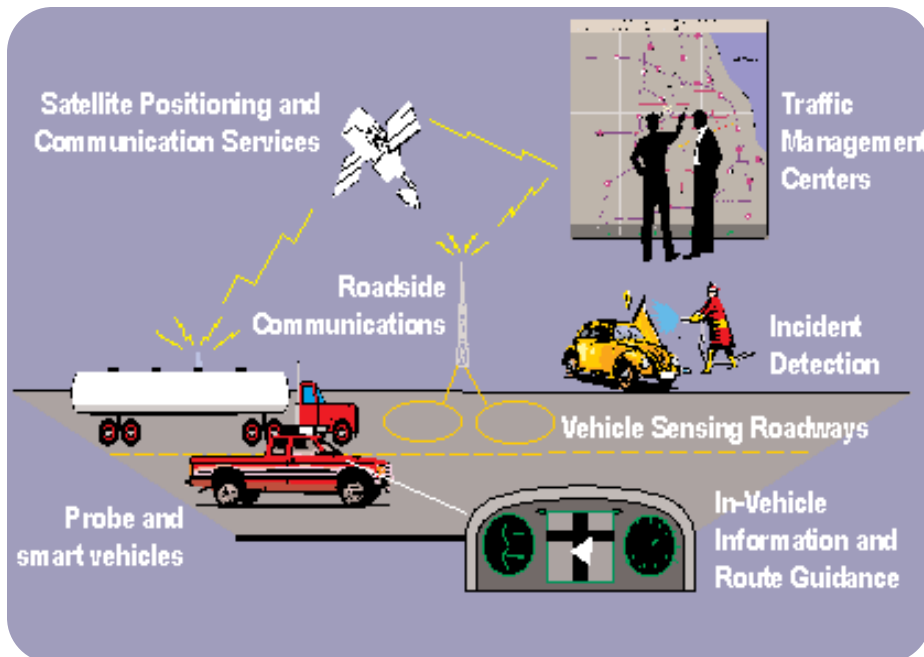 Satellite Positioning and
Communication Services
Traffic
Management
Centers
Roadside
Communications
Incident
Detection
Vehicle Sensing Roadways
Probe and
smart vehicles
In-Vehicle
Information and
Route Guidance